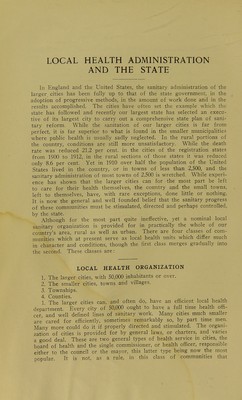 LOCAL HEALTH ADMINISTRATION
AND THE STATE
In England and the United States, the sanitary administration of the
larger cities has been fully up to that of the state government, in the
adoption of progressive methods, in the amount of work done and in the
results accomplished. The cities have often set the example which the
state has followed and recently our largest state has selected an execu-
tive of its largest city to carry out a comprehensive state plan of sani-
tary reform. While the sanitation of our larger cities is far from
perfect, it is far superior to what is found in the smaller municipalities
where public health is usually sadly neglected. In the rural portions of
the country, conditions are still more unsatisfactory. While the death
rate was reduced 21.2 per cent. in the cities of the registration states
from 1900 to 1912, in the rural sections of those states it was reduced
only 8.6 per cent. Yet in 1910 over half the population of the United
States lived in the country, or in towns of less than 2,500, and the
sanitary administration of most towns of 2,500 is wretched. While experi-
ence has shown that the larger cities can for the most part be left
to care for their health themselves, the country and the small towns,
left to themselves, have, with rare exceptions, done little or nothing.
It is now the general and well founded belief that the sanitary progress
of these communities must be stimulated, directed and perhaps controlled,
by the state.
Although for the most part quite ineffective, yet a nominal local
sanitary organization is provided for in practically the whole of our
country's area, rural as well as urban. There are four classes of com-
munities which at present serve as local health units which differ much
in character and conditions, though the first class merges gradually into
the second. These classes are:
LOCAL HEALTH ORGANIZATION
1. The larger cities, with 50,000 inhabitants or over.
2. The smaller cities, towns and villages.
3. Townships.
4. Counties.
1. The larger cities can, and often do, have an efficient local health
department. Every city of 50,000 ought to have a full time health offi-
cer, and well defined lines of sanitary work. Many cities much smaller
are cared for efficiently, sometimes remarkably so, by part time men.
Many more could do it if properly directed and stimulated. The organi-
zation of cities is provided for by general laws, or charters, and varies
a good deal. There are two general types of health service in cities, the
board of health and the single commissioner, or health officer, responsible
either to the council or the mayor, this latter type being now the most
popular. It is not, as a rule, in this class of communities that